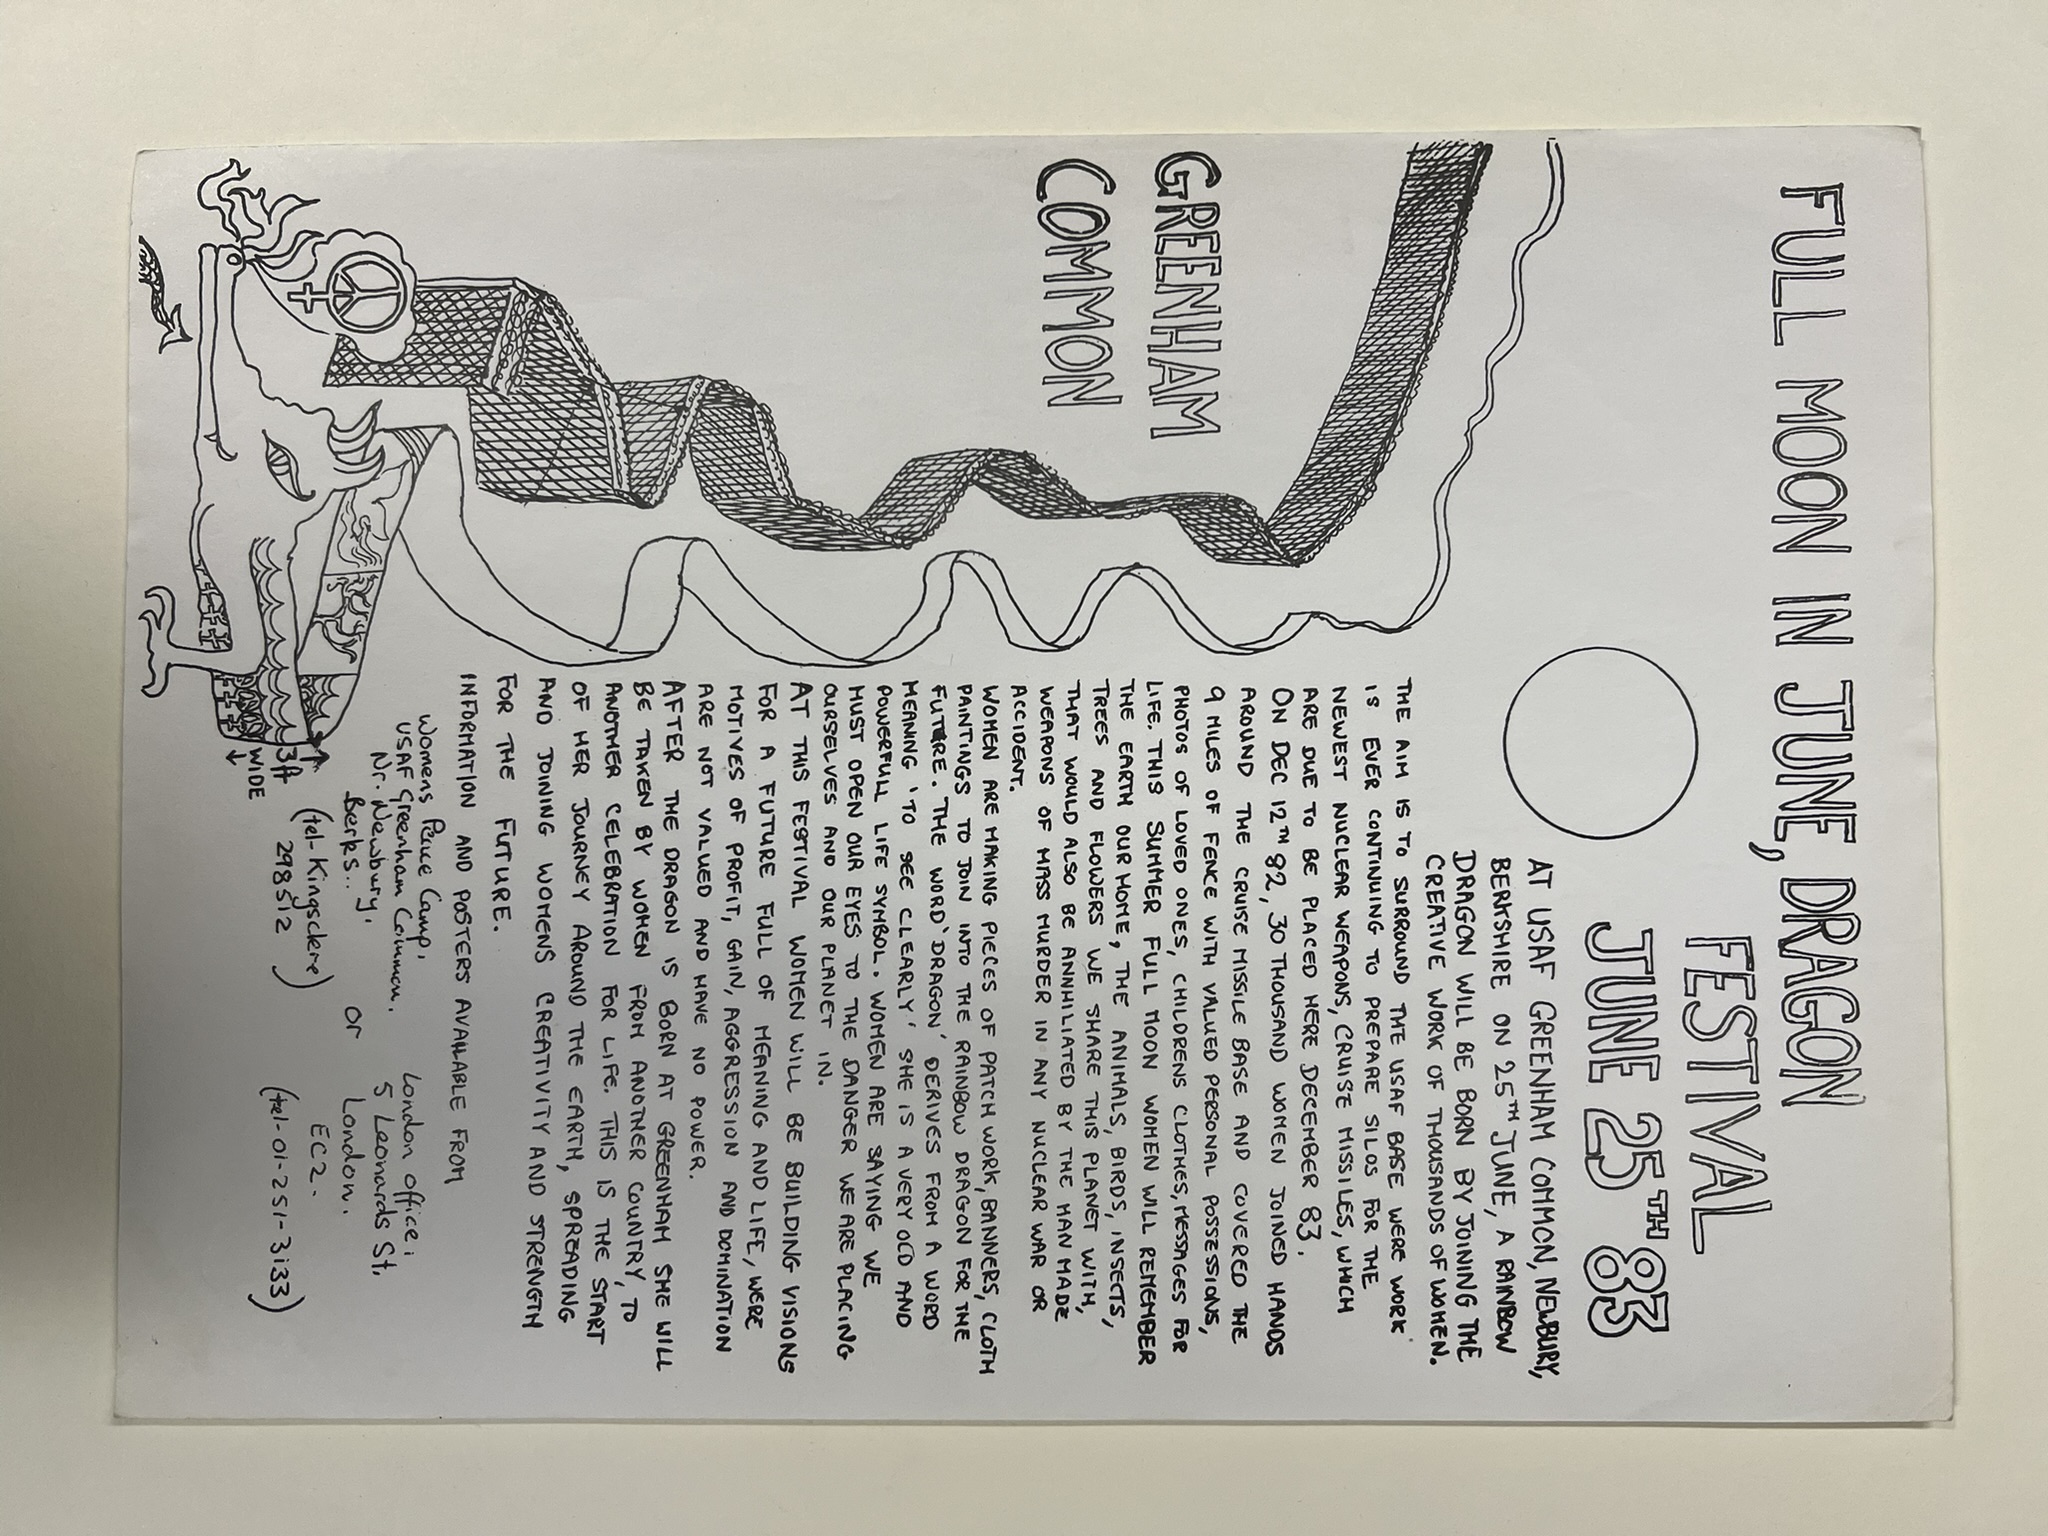 FULL MOON IN JUNE, DRAGON
FESTIVAL
JUNE 25TH 83
AT USAF GREENHAM COMMON, NEWBURY,
BERKSHIRE ON 25TH JUNE, A RAINBOW
DRAGON WILL BE BORN BY JOINING THE
CREATIVE WORK OF THOUSANDS OF WOMEN.
THE AIM IS TO SURROUND THE USAF BASE WERE WORK
IS EVER CONTINUING TO PREPARE SILOS FOR THE
NEWEST NUCLEAR WEAPONS, CRUISE MISSILES, WHICH
ARE DUE TO BE PLACED HERE DECEMBER 83.
ON DEC 12TH 82, 30 THOUSAND WOMEN JOINED HANDS
AROUND THE CRUISE MISSILE BASE AND COVERED THE
9 MILES OF FENCE WITH VALUED PERSONAL POSSESSIONS,
PHOTOS OF LOVED ONES, CHILDRENS CLOTHES, MESSAGES FOR
LIFE. THIS SUMMER FULL MOON WOMEN WILL REMEMBER
THE EARTH OUR HOME, THE ANIMALS, BIRDS, INSECTS,
TREES AND FLOWERS WE SHARE THIS PLANET WITH,
THAT WOULD ALSO BE ANNHILIATED BY THE MAN MADE
WEAPONS OF MASS MURDER IN ANY NUCLEAR WAR OR
ACCIDENT.
WOMEN ARE MAKING PIECES OF PATCH WORK, BANNERS, CLOTH
PAINTINGS TO JOIN INTO THE RAINBOW DRAGON FOR THE
FUTURE. THE WORD 'DRAGON' DERIVES FROM A WORD
MEANING 'TO SEE CLEARLY' SHE IS A VERY OLD AND
POWERFULL LIFE SYMBOL. WOMEN ARE SAYING WE
MUST OPEN OUR EYES TO THE DANGER WE ARE PLACING
OURSELVES AND OUR PLANET IN.
AT THIS FESTIVAL WOMEN WILL BE BUILDING VISIONS
FOR A FUTURE FULL OF MEANING AND LIFE, WERE
MOTIVES OF PROFIT, GAIN, AGGRESSION AND DOMINATION
ARE NOT VALUED AND HAVE NO POWER.
AFTER THE DRAGON IS BORN AT GREENHAM SHE WILL
BE TAKEN BY WOMEN FROM ANOTHER COUNTRY, TO
ANOTHER CELEBRATION FOR LIFE. THIS IS THE START
OF HER JOURNEY AROUND THE EARTH, SPREADING
AND JOINING WOMENS CREATIVITY AND STRENGTH
FOR THE FUTURE.
INFORMATION AND POSTERS AVAILABLE FROM
Womens Peace Camp,
USAF Greenham Common,
Nr. Newbury,
Berks..
(tel- Kingsclere)
298512
or
London office:
5 Leonards St,
London.
EC2.
(tel-01-251-3133)
GREENHAM
COMMON
3ft
WIDE